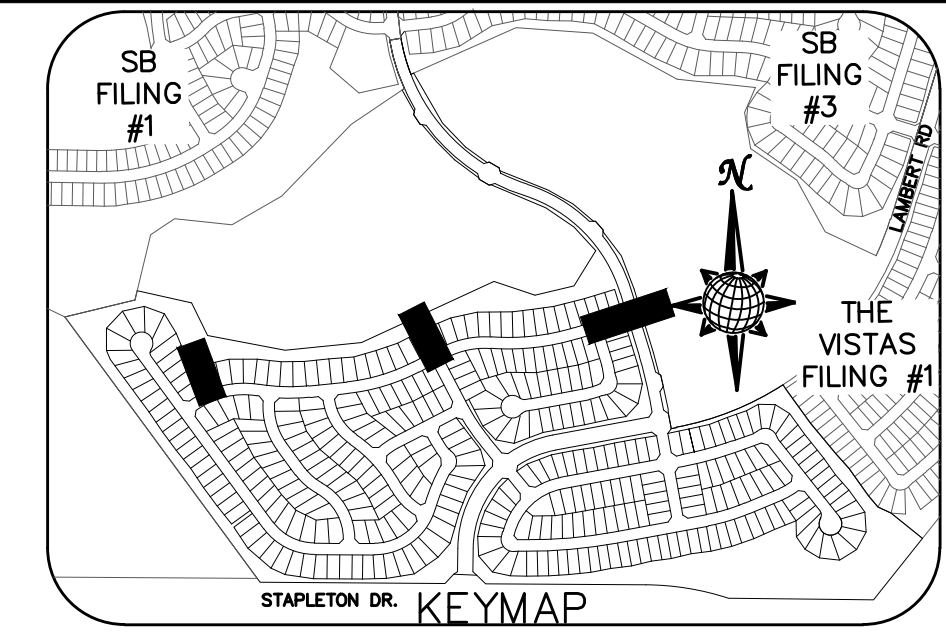 SB
FILING
#1
SB
FILING
#3
LAMBERT RD
N
THE
VISTAS
FILING #1
STAPLETON DR.
KEYMAP